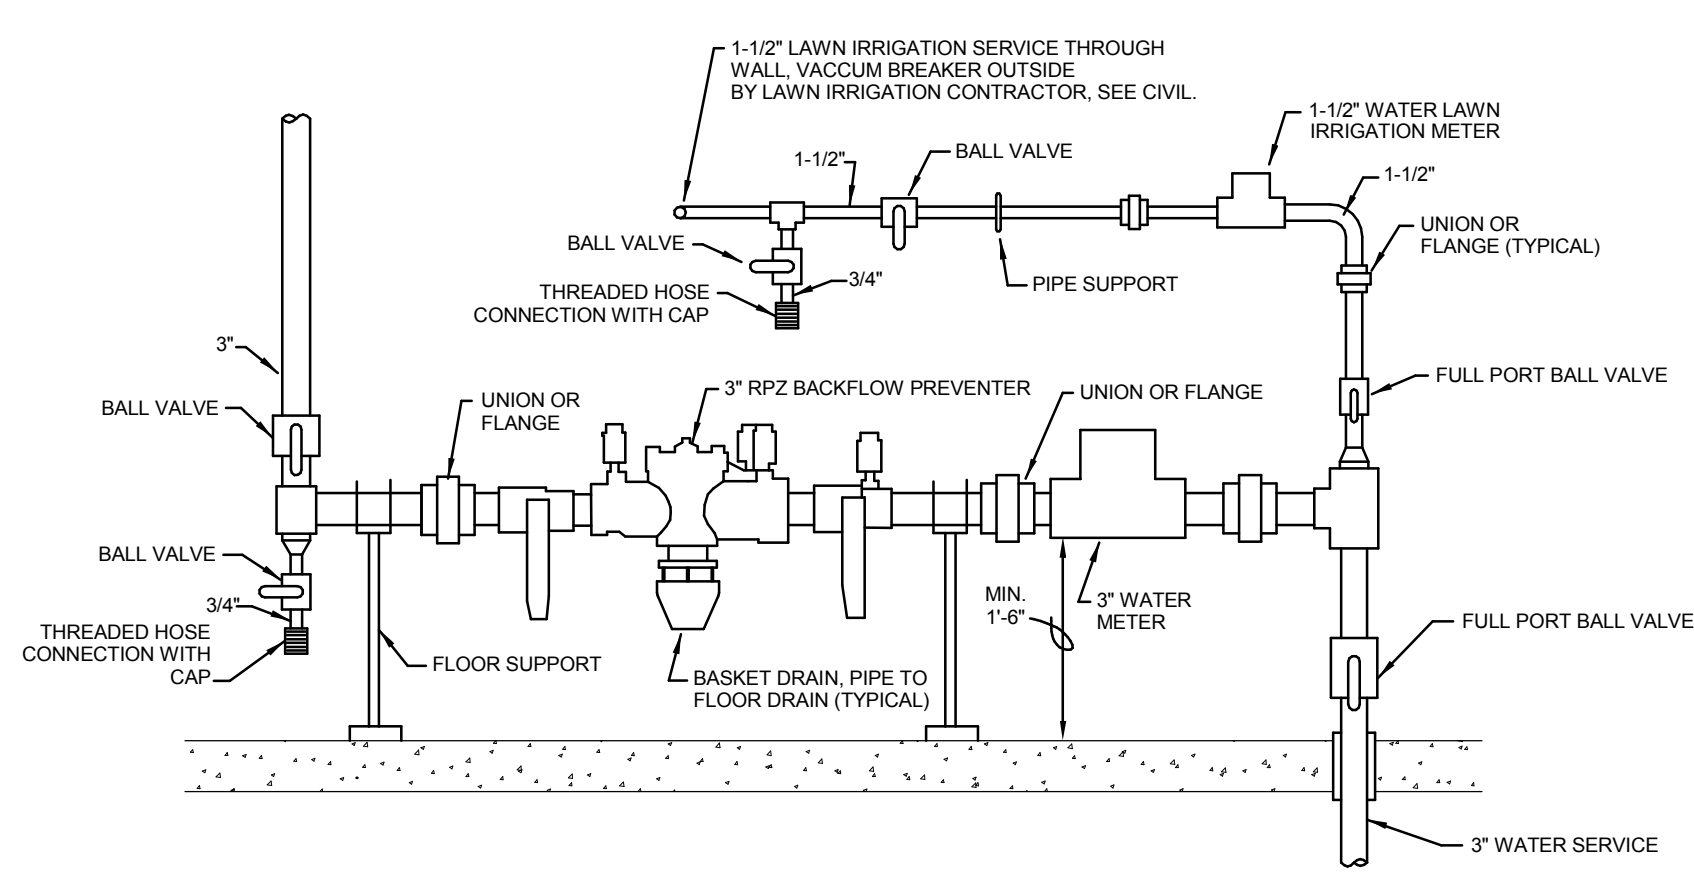 1-1/2" LAWN IRRIGATION SERVICE THROUGH
WALL, VACCUM BREAKER OUTSIDE
BY LAWN IRRIGATION CONTRACTOR, SEE CIVIL.
1-1/2" WATER LAWN
IRRIGATION METER
1-1/2"
BALL VALVE
1-1/2"
UNION OR
FLANGE (TYPICAL)
BALL VALVE
PIPE SUPPORT
3/4"
THREADED HOSE
CONNECTION WITH CAP
3"
FULL PORT BALL VALVE
BALL VALVE
UNION OR
FLANGE
3" RPZ BACKFLOW PREVENTER
UNION OR FLANGE
BALL VALVE
3/4"
THREADED HOSE
CONNECTION WITH
CAP
FLOOR SUPPORT
BASKET DRAIN, PIPE TO
FLOOR DRAIN (TYPICAL)
MIN.
1'-6"
3" WATER
METER
FULL PORT BALL VALVE
3" WATER SERVICE